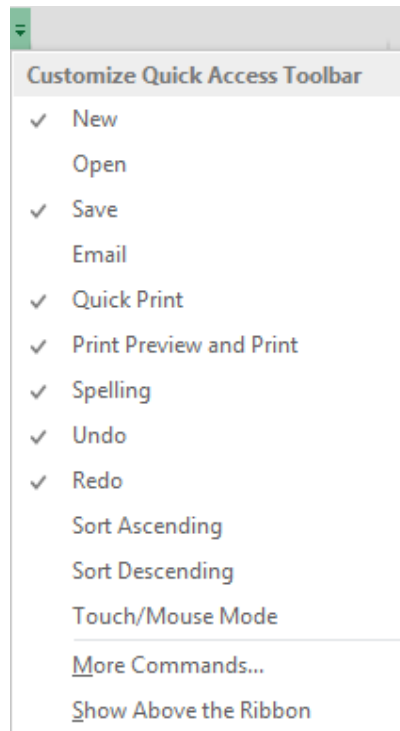 Customize Quick Access Toolbar
New
Open
Save
Email
Quick Print
Print Preview and Print
Spelling
Undo
Redo
Sort Ascending
Sort Descending
Touch/Mouse Mode
More Commands...
Show Above the Ribbon